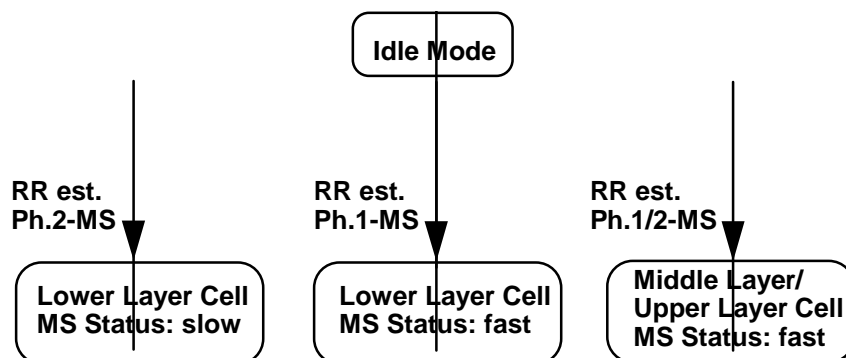 Idle Mode
RR est.
Ph.2-MS
RR est.
Ph.1-MS
RR est.
Ph.1/2-MS
Lower Layer Cell
MS Status: slow
Lower Layer Cell
MS Status: fast
Middle Layer/
Upper Layer Cell
MS Status: fast